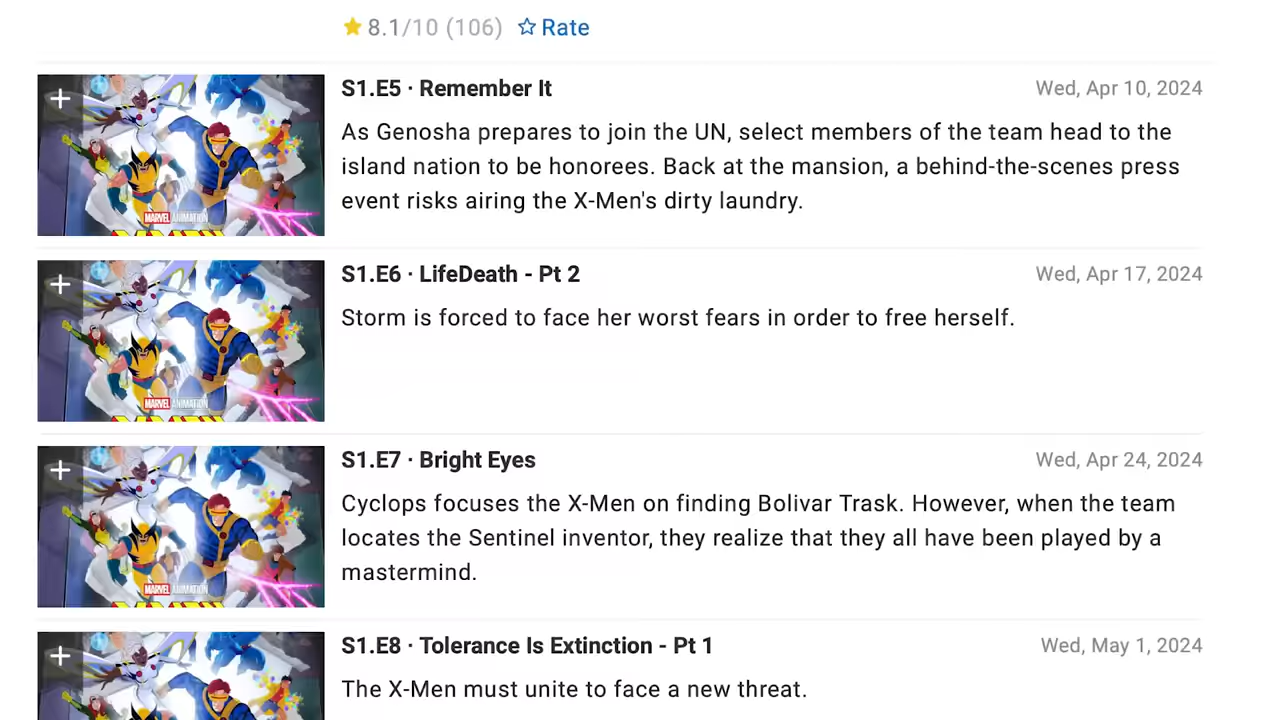 8.1/10 (106) Rate
S1.E5 · Remember It
Wed, Apr 10, 2024
As Genosha prepares to join the UN, select members of the team head to the
island nation to be honorees. Back at the mansion, a behind-the-scenes press
event risks airing the X-Men's dirty laundry.
MARVEL ANIMATION
S1.E6 · LifeDeath - Pt 2
Wed, Apr 17, 2024
Storm is forced to face her worst fears in order to free herself.
MARVEL ANIMATION
S1.E7 · Bright Eyes
Wed, Apr 24, 2024
Cyclops focuses the X-Men on finding Bolivar Trask. However, when the team
locates the Sentinel inventor, they realize that they all have been played by a
mastermind.
MARVEL ANIMATION
S1.E8 · Tolerance Is Extinction - Pt 1
Wed, May 1, 2024
The X-Men must unite to face a new threat.